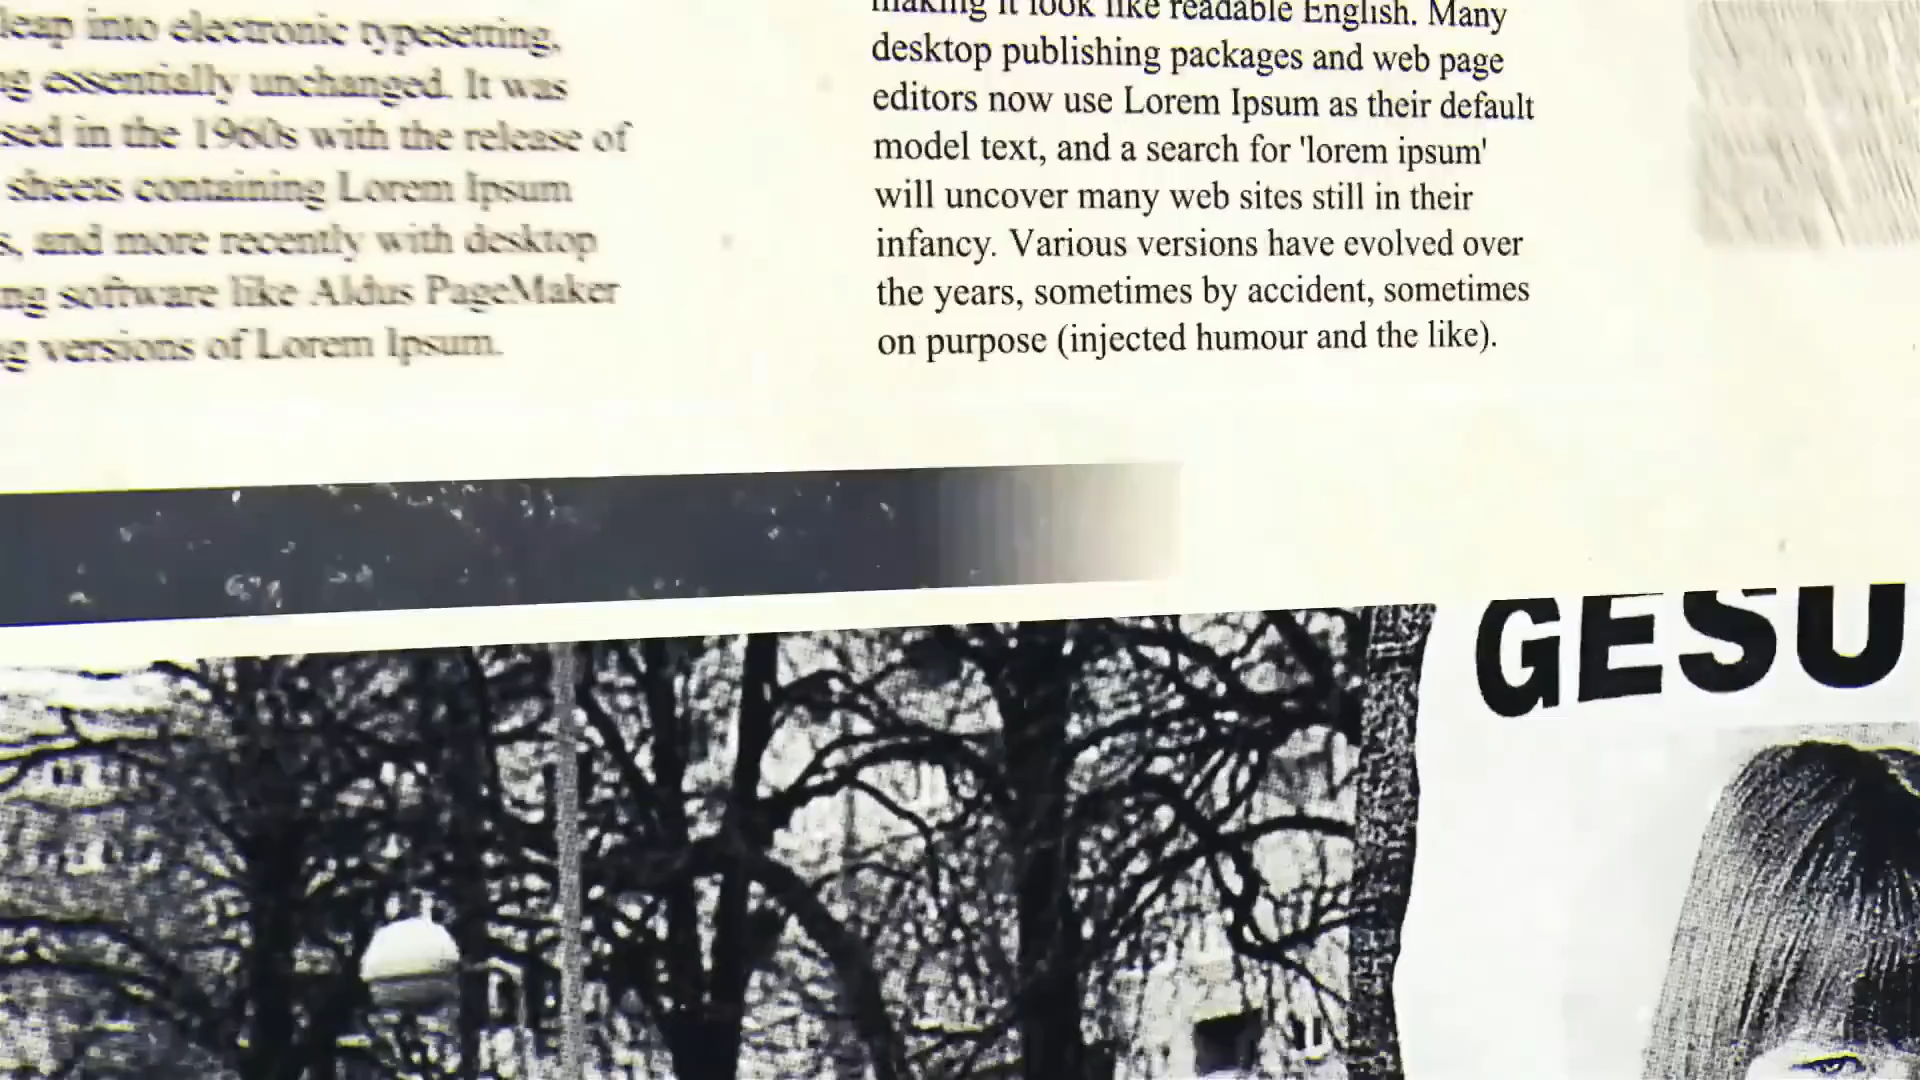 leap into electronic typesetting,
essentially unchanged. It was
in the 1960s with the release of
sheets containing Lorem Ipsum
and more recently with desktop
software like Aldus PageMaker
versions of Lorem Ipsum.
making it look like readable English. Many
desktop publishing packages and web page
editors now use Lorem Ipsum as their default
model text, and a search for 'lorem ipsum'
will uncover many web sites still in their
infancy. Various versions have evolved over
the years, sometimes by accident, sometimes
on purpose (injected humour and the like).
GESU